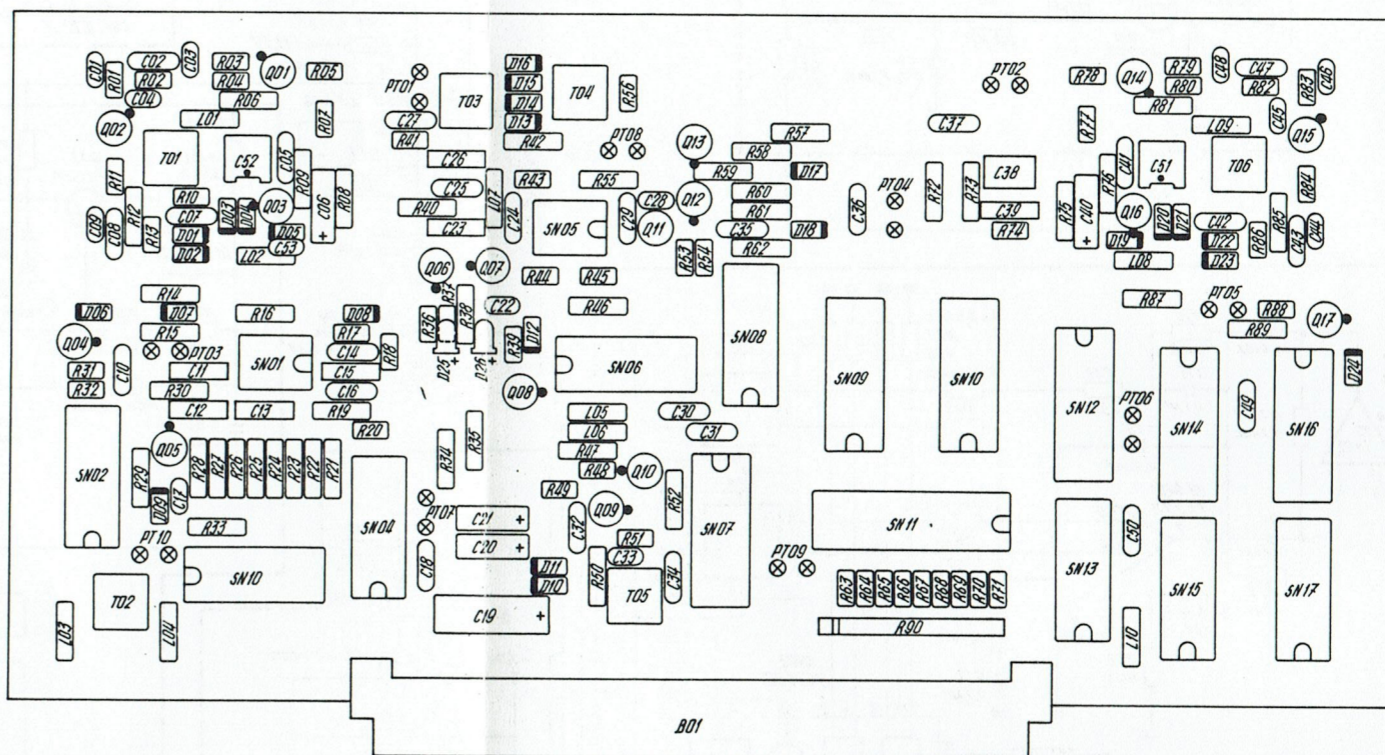 C01
R01
C02
R02
C04
C03
R03
R04
Q01
R05
R06
Q02
L01
R07
T01
C52
C05
R09
C06
+
R08
R11
R12
C09
C08
R13
R10
C07
D01
D02
D03
D04
Q03
D05
C53
L02
PT01
T03
C27
R41
D16
D15
D14
D13
R42
T04
R56
PT08
C26
C25
R40
C23
L07
C24
R43
R55
SN05
C29
C28
Q11
Q13
R57
R58
R59
D17
Q12
R60
R61
C35
D18
R62
R53
R54
PT02
C37
C36
PT04
R72
R73
C38
C39
R74
R78
Q14
R79
R80
R81
C48
C47
R82
R83
C46
R77
L09
C45
Q15
R75
C40
+
R76
C41
C51
T06
R84
Q16
D19
D20
D21
C42
D22
D23
R86
R85
C43
C44
L08
R14
D06
D07
R15
Q04
PT03
R31
R32
C10
C11
R30
C12
C13
R16
SN01
D08
R17
C14
C15
C16
R18
R19
R20
Q06
Q07
R36
R37
R38
D25
+
D26
+
C22
R39
D12
R44
R45
R46
SN06
Q08
SN08
SN09
SN10
R87
PT05
R88
R89
Q17
SN12
PT06
SN14
C49
SN16
D24
SN02
Q05
R29
D09
C17
R28
R27
R26
R25
R24
R23
R22
R21
R33
R34
R35
L05
L06
R47
R48
C30
C31
Q10
R49
Q09
C32
R52
SN07
R51
C33
R50
T05
C34
PT07
C21
+
C20
+
C18
D11
D10
C19
+
PT10
SN10
T02
L03
L04
SN11
PT09
R63
R64
R65
R66
R67
R68
R69
R70
R71
R90
SN13
C50
L10
SN15
SN17
B01